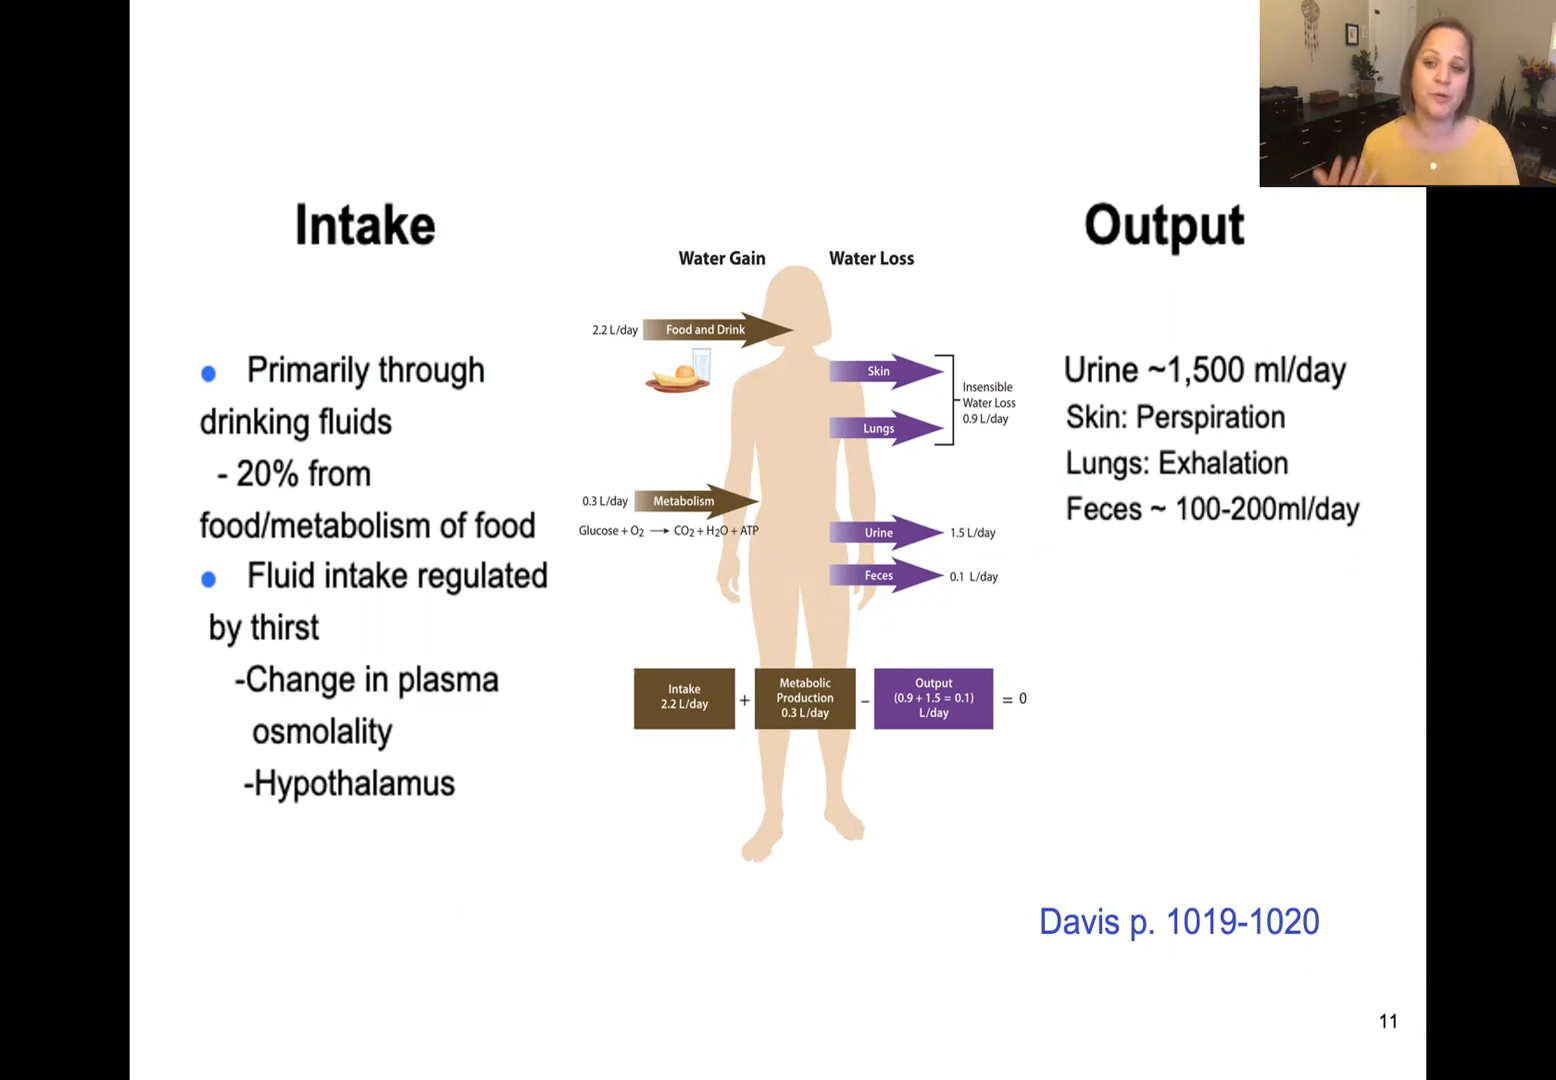 Intake
Output
Water Gain
Water Loss
2.2 L/day
Food and Drink
Skin
Lungs
Insensible
Water Loss
0.9 L/day
0.3 L/day
Metabolism
Glucose + O₂ → CO₂ + H₂O + ATP
Urine
1.5 L/day
Feces
0.1 L/day
Intake
2.2 L/day
+
Metabolic
Production
0.3 L/day
–
Output
(0.9 + 1.5 = 0.1)
L/day
= 0
● Primarily through
drinking fluids
- 20% from
food/metabolism of food
● Fluid intake regulated
by thirst
-Change in plasma
osmolality
-Hypothalamus
Urine ~1,500 ml/day
Skin: Perspiration
Lungs: Exhalation
Feces ~ 100-200ml/day
Davis p. 1019-1020
11